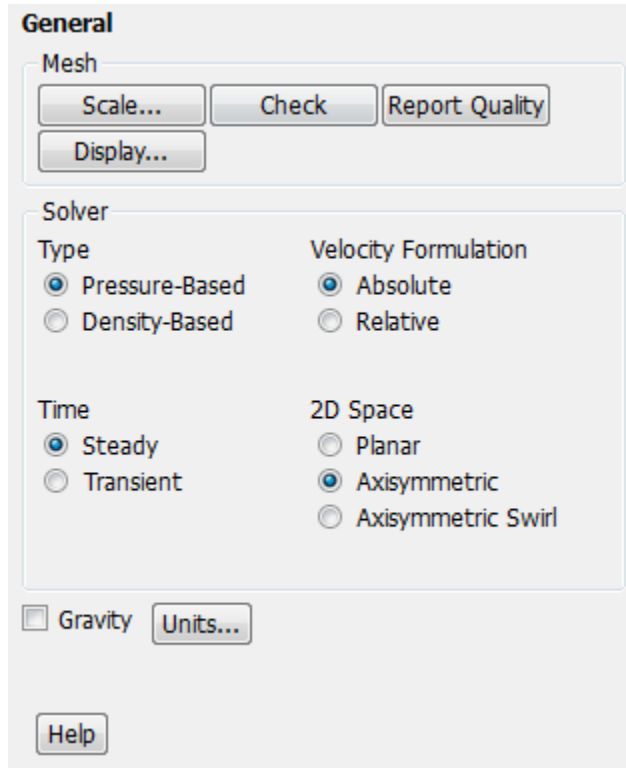 General
Mesh
Scale... Check Report Quality
Display...
Solver
Type Velocity Formulation
Pressure-Based Absolute
Density-Based Relative
Time 2D Space
Steady Planar
Transient Axisymmetric
Axisymmetric Swirl
Gravity Units...
Help